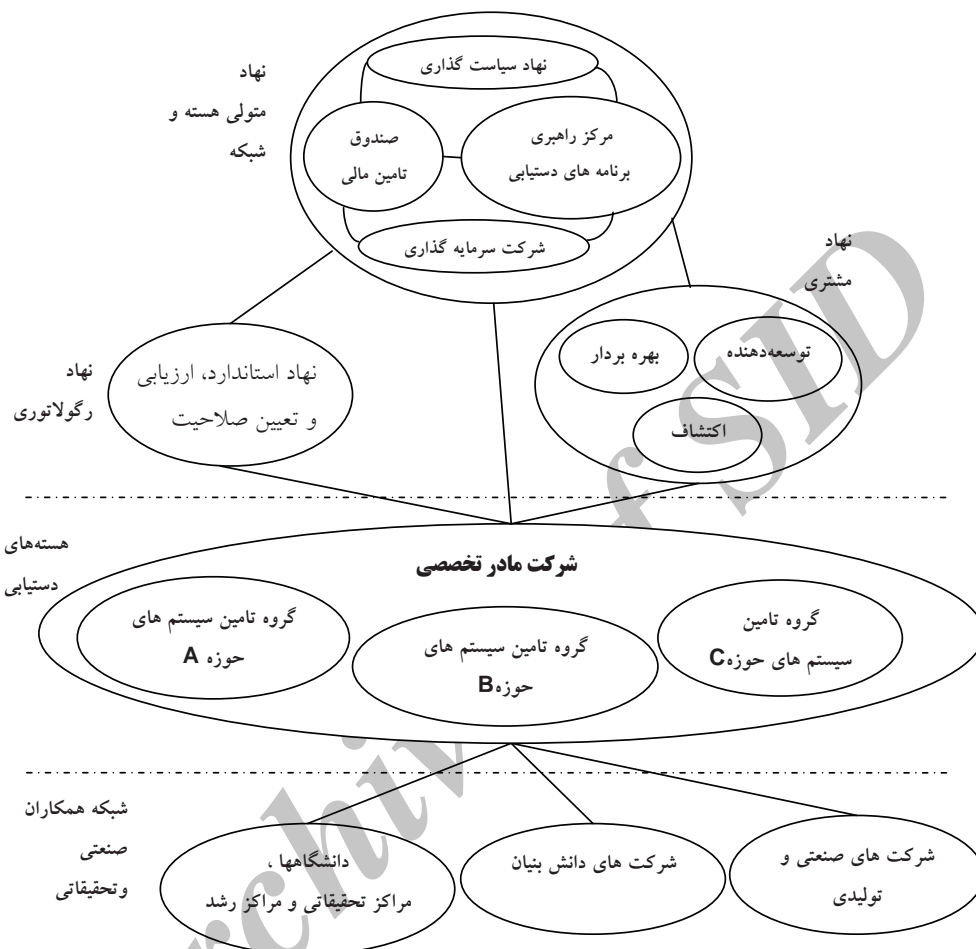 نهاد
متولی هسته و
شبکه
نهاد سیاست گذاری
مرکز راهبری
برنامه های دستیابی
صندوق
تامین مالی
شرکت سرمایه گذاری
نهاد
مشتری
توسعه‌دهنده
بهره بردار
اکتشاف
نهاد
رگولاتوری
نهاد استاندارد، ارزیابی
و تعیین صلاحیت
هسته‌های
دستیابی
شرکت مادر تخصصی
گروه تامین
سیستم های حوزهC
گروه تامین سیستم های
حوزهB
گروه تامین سیستم های
حوزه A
شبکه همکاران
صنعتی
وتحقیقاتی
شرکت های صنعتی و
تولیدی
شرکت های دانش بنیان
دانشگاهها ،
مراکز تحقیقاتی و مراکز رشد
Archive of SID